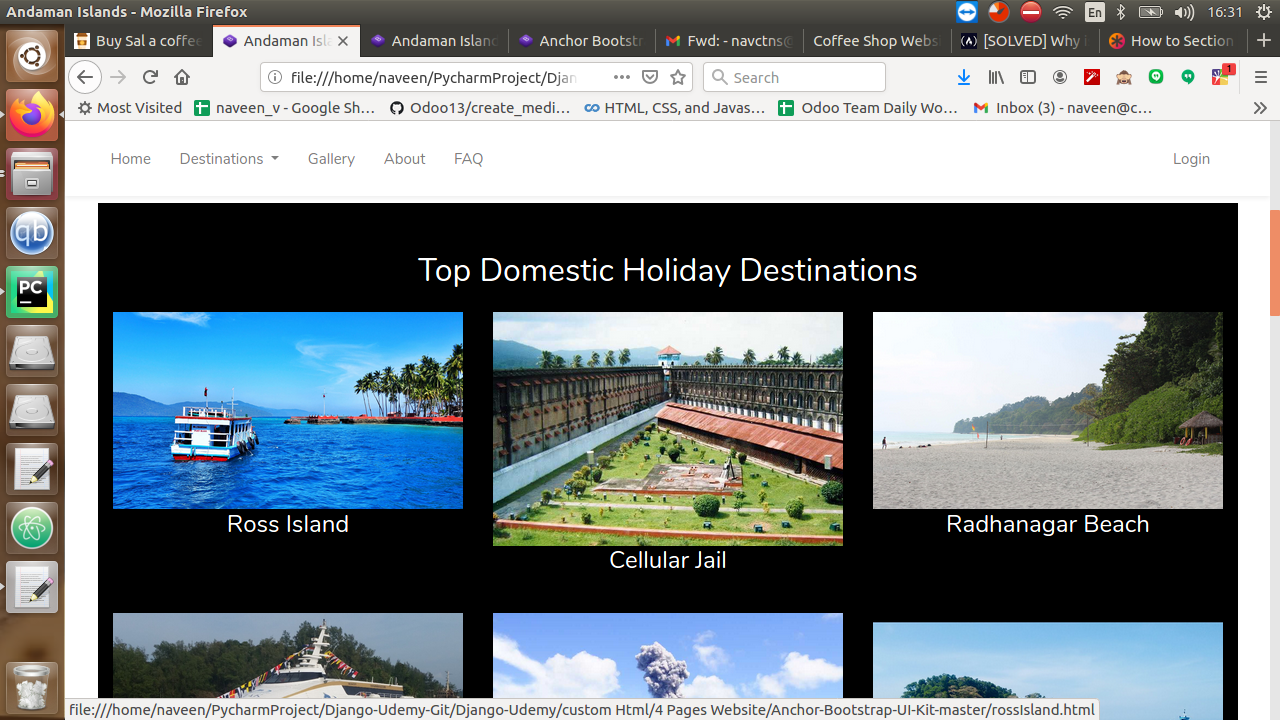 Andaman Islands - Mozilla Firefox
En
16:31
Buy Sal a coffee
Andaman Isl
Andaman Island
Anchor Bootstr
Fwd: - navctns@
Coffee Shop Webs
[SOLVED] Why i
How to Section
file:///home/naveen/PycharmProject/Djan
Search
1
Most Visited
naveen_v - Google Sh…
Odoo13/create_medi…
HTML, CSS, and Javas…
Odoo Team Daily Wo…
Inbox (3) - naveen@c…
Home
Destinations
Gallery
About
FAQ
Login
Top Domestic Holiday Destinations
Ross Island
Cellular Jail
Radhanagar Beach
file:///home/naveen/PycharmProject/Django-Udemy-Git/Django-Udemy/custom Html/4 Pages Website/Anchor-Bootstrap-UI-Kit-master/rossIsland.html
qb
PC